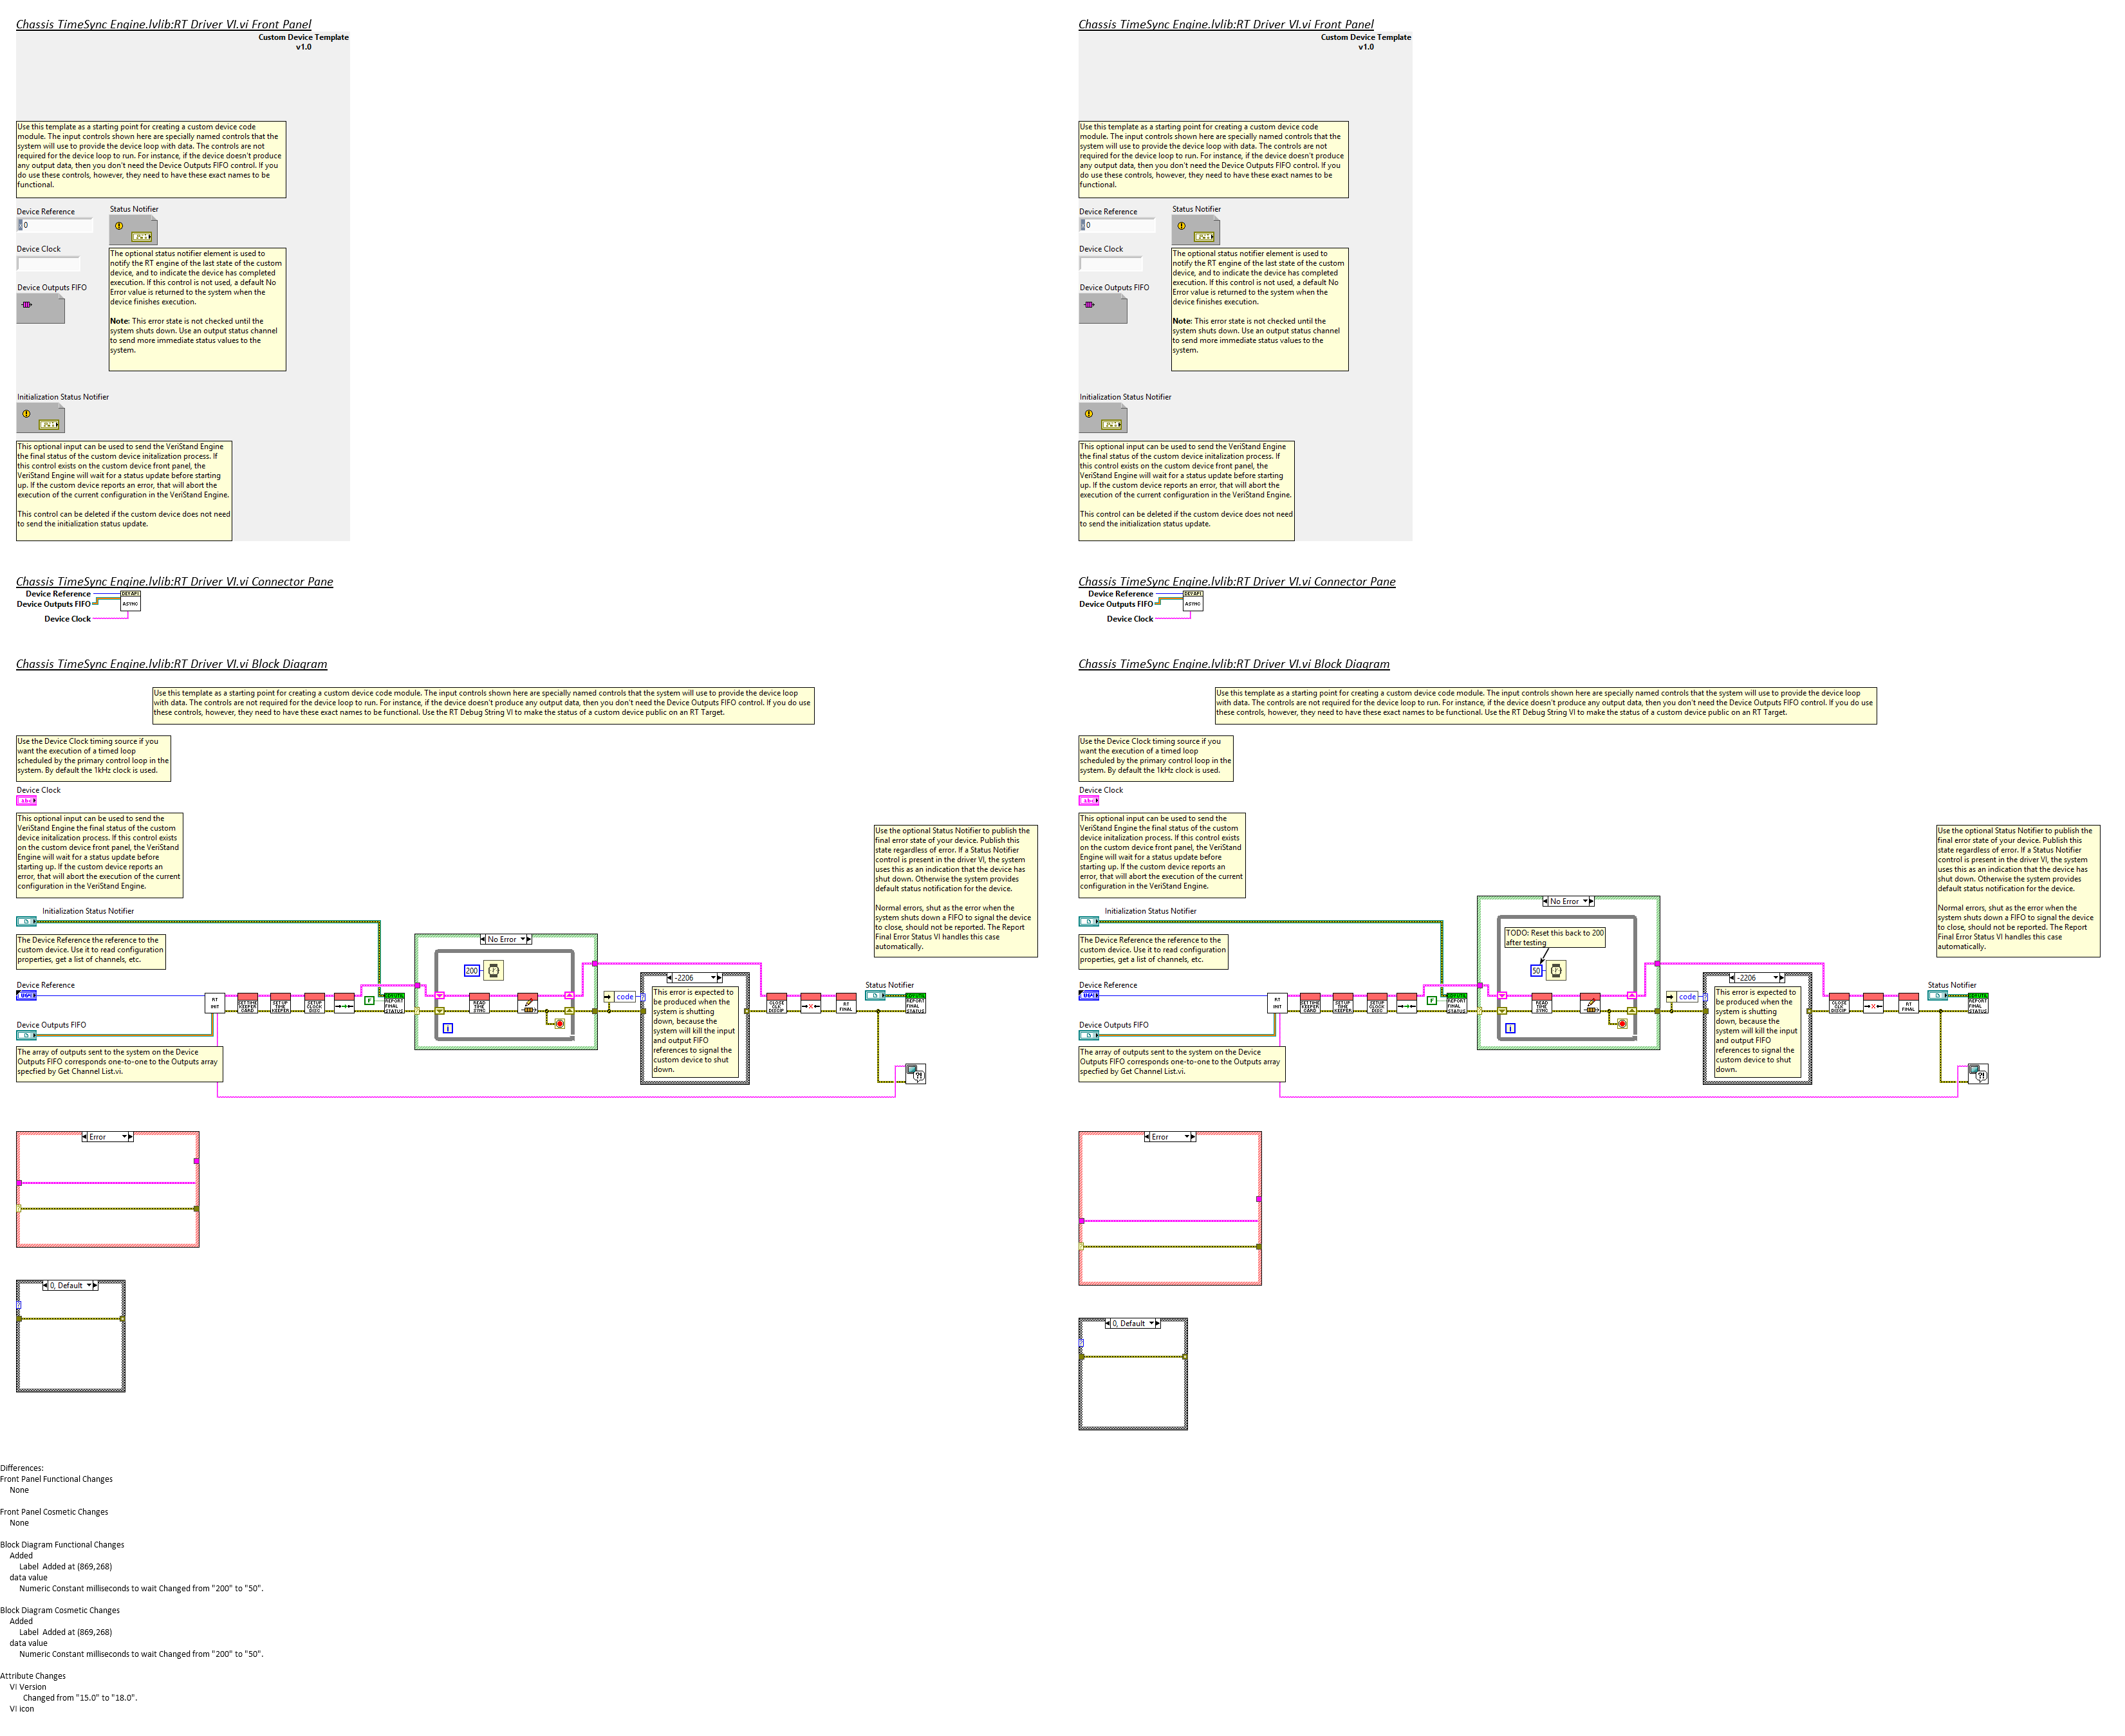 Chassis TimeSync Engine.lvlib:RT Driver VI.vi Front Panel
Custom Device Template
v1.0
Use this template as a starting point for creating a custom device code
module. The input controls shown here are specially named controls that the
system will use to provide the device loop with data. The controls are not
required for the device loop to run. For instance, if the device doesn't produce
any output data, then you don't need the Device Outputs FIFO control. If you
do use these controls, however, they need to have these exact names to be
functional.
Device Reference
0
Status Notifier
Device Clock
The optional status notifier element is used to
notify the RT engine of the last state of the custom
device, and to indicate the device has completed
execution. If this control is not used, a default No
Error value is returned to the system when the
device finishes execution.
Note: This error state is not checked until the
system shuts down. Use an output status channel
to send more immediate status values to the
system.
Device Outputs FIFO
Initialization Status Notifier
This optional input can be used to send the VeriStand Engine
the final status of the custom device initalization process. If
this control exists on the custom device front panel, the
VeriStand Engine will wait for a status update before starting
up. If the custom device reports an error, that will abort the
execution of the current configuration in the VeriStand Engine.
This control can be deleted if the custom device does not need
to send the initialization status update.
Chassis TimeSync Engine.lvlib:RT Driver VI.vi Connector Pane
Device Reference
Device Outputs FIFO
Device Clock
ASYNC
Chassis TimeSync Engine.lvlib:RT Driver VI.vi Block Diagram
Use this template as a starting point for creating a custom device code module. The input controls shown here are specially named controls that the system will use to provide the device loop
with data. The controls are not required for the device loop to run. For instance, if the device doesn't produce any output data, then you don't need the Device Outputs FIFO control. If you do use
these controls, however, they need to have these exact names to be functional. Use the RT Debug String VI to make the status of a custom device public on an RT Target.
Use the Device Clock timing source if you
want the execution of a timed loop
scheduled by the primary control loop in the
system. By default the 1kHz clock is used.
Device Clock
abc
This optional input can be used to send the
VeriStand Engine the final status of the custom
device initalization process. If this control exists
on the custom device front panel, the VeriStand
Engine will wait for a status update before
starting up. If the custom device reports an
error, that will abort the execution of the current
configuration in the VeriStand Engine.
Initialization Status Notifier
The Device Reference the reference to the
custom device. Use it to read configuration
properties, get a list of channels, etc.
Device Reference
Device Outputs FIFO
The array of outputs sent to the system on the Device
Outputs FIFO corresponds one-to-one to the Outputs array
specfied by Get Channel List.vi.
RT INIT
SETTIME KEEPER CARD
SETUP TIME KEEPER
SETUP CLOCK DISC
F
REPORT FINAL STATUS
No Error
200
READ TIME SYNC
i
code
-2206
This error is expected to
be produced when the
system is shutting
down, because the
system will kill the input
and output FIFO
references to signal the
custom device to shut
down.
CLOSE CLK DISCIP
RT FINAL
Use the optional Status Notifier to publish the
final error state of your device. Publish this
state regardless of error. If a Status Notifier
control is present in the driver VI, the system
uses this as an indication that the device has
shut down. Otherwise the system provides
default status notification for the device.
Normal errors, shut as the error when the
system shuts down a FIFO to signal the device
to close, should not be reported. The Report
Final Error Status VI handles this case
automatically.
Status Notifier
REPORT FINAL STATUS
Error
0, Default
Chassis TimeSync Engine.lvlib:RT Driver VI.vi Front Panel
Custom Device Template
v1.0
Use this template as a starting point for creating a custom device code
module. The input controls shown here are specially named controls that the
system will use to provide the device loop with data. The controls are not
required for the device loop to run. For instance, if the device doesn't produce
any output data, then you don't need the Device Outputs FIFO control. If you
do use these controls, however, they need to have these exact names to be
functional.
Device Reference
0
Status Notifier
Device Clock
The optional status notifier element is used to
notify the RT engine of the last state of the custom
device, and to indicate the device has completed
execution. If this control is not used, a default No
Error value is returned to the system when the
device finishes execution.
Note: This error state is not checked until the
system shuts down. Use an output status channel
to send more immediate status values to the
system.
Device Outputs FIFO
Initialization Status Notifier
This optional input can be used to send the VeriStand Engine
the final status of the custom device initalization process. If
this control exists on the custom device front panel, the
VeriStand Engine will wait for a status update before starting
up. If the custom device reports an error, that will abort the
execution of the current configuration in the VeriStand Engine.
This control can be deleted if the custom device does not need
to send the initialization status update.
Chassis TimeSync Engine.lvlib:RT Driver VI.vi Connector Pane
Device Reference
Device Outputs FIFO
Device Clock
ASYNC
Chassis TimeSync Engine.lvlib:RT Driver VI.vi Block Diagram
Use this template as a starting point for creating a custom device code module. The input controls shown here are specially named controls that the system will use to provide the device loop
with data. The controls are not required for the device loop to run. For instance, if the device doesn't produce any output data, then you don't need the Device Outputs FIFO control. If you do use
these controls, however, they need to have these exact names to be functional. Use the RT Debug String VI to make the status of a custom device public on an RT Target.
Use the Device Clock timing source if you
want the execution of a timed loop
scheduled by the primary control loop in the
system. By default the 1kHz clock is used.
Device Clock
abc
This optional input can be used to send the
VeriStand Engine the final status of the custom
device initalization process. If this control exists
on the custom device front panel, the VeriStand
Engine will wait for a status update before
starting up. If the custom device reports an
error, that will abort the execution of the current
configuration in the VeriStand Engine.
Initialization Status Notifier
The Device Reference the reference to the
custom device. Use it to read configuration
properties, get a list of channels, etc.
Device Reference
Device Outputs FIFO
The array of outputs sent to the system on the Device
Outputs FIFO corresponds one-to-one to the Outputs array
specfied by Get Channel List.vi.
RT INIT
SETTIME KEEPER CARD
SETUP TIME KEEPER
SETUP CLOCK DISC
F
REPORT FINAL STATUS
No Error
TODO: Reset this back to 200
after testing
50
READ TIME SYNC
i
code
-2206
This error is expected to
be produced when the
system is shutting
down, because the
system will kill the input
and output FIFO
references to signal the
custom device to shut
down.
CLOSE CLK DISCIP
RT FINAL
Use the optional Status Notifier to publish the
final error state of your device. Publish this
state regardless of error. If a Status Notifier
control is present in the driver VI, the system
uses this as an indication that the device has
shut down. Otherwise the system provides
default status notification for the device.
Normal errors, shut as the error when the
system shuts down a FIFO to signal the device
to close, should not be reported. The Report
Final Error Status VI handles this case
automatically.
Status Notifier
REPORT FINAL STATUS
Error
0, Default
Differences:
Front Panel Functional Changes
None
Front Panel Cosmetic Changes
None
Block Diagram Functional Changes
Added
Label Added at (869,268)
data value
Numeric Constant milliseconds to wait Changed from "200" to "50".
Block Diagram Cosmetic Changes
Added
Label Added at (869,268)
data value
Numeric Constant milliseconds to wait Changed from "200" to "50".
Attribute Changes
VI Version
Changed from "15.0" to "18.0".
VI icon